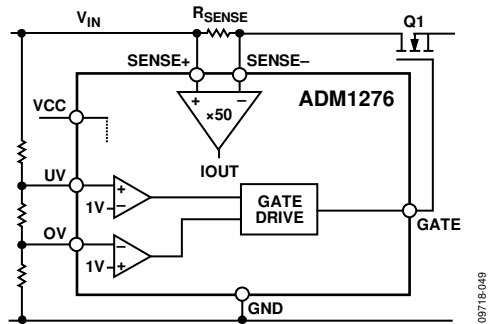 VIN RSENSE Q1
SENSE+ SENSE–
VCC
+ –
×50
ADM1276
IOUT
UV
+
1V –
GATE
DRIVE
GATE
OV
–
1V +
GND
09718-049